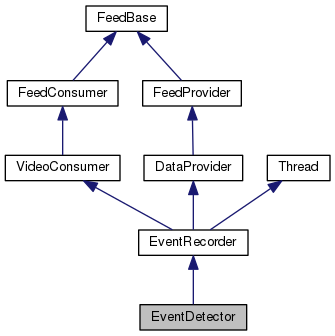 FeedBase
FeedConsumer
FeedProvider
VideoConsumer
DataProvider
Thread
EventRecorder
EventDetector